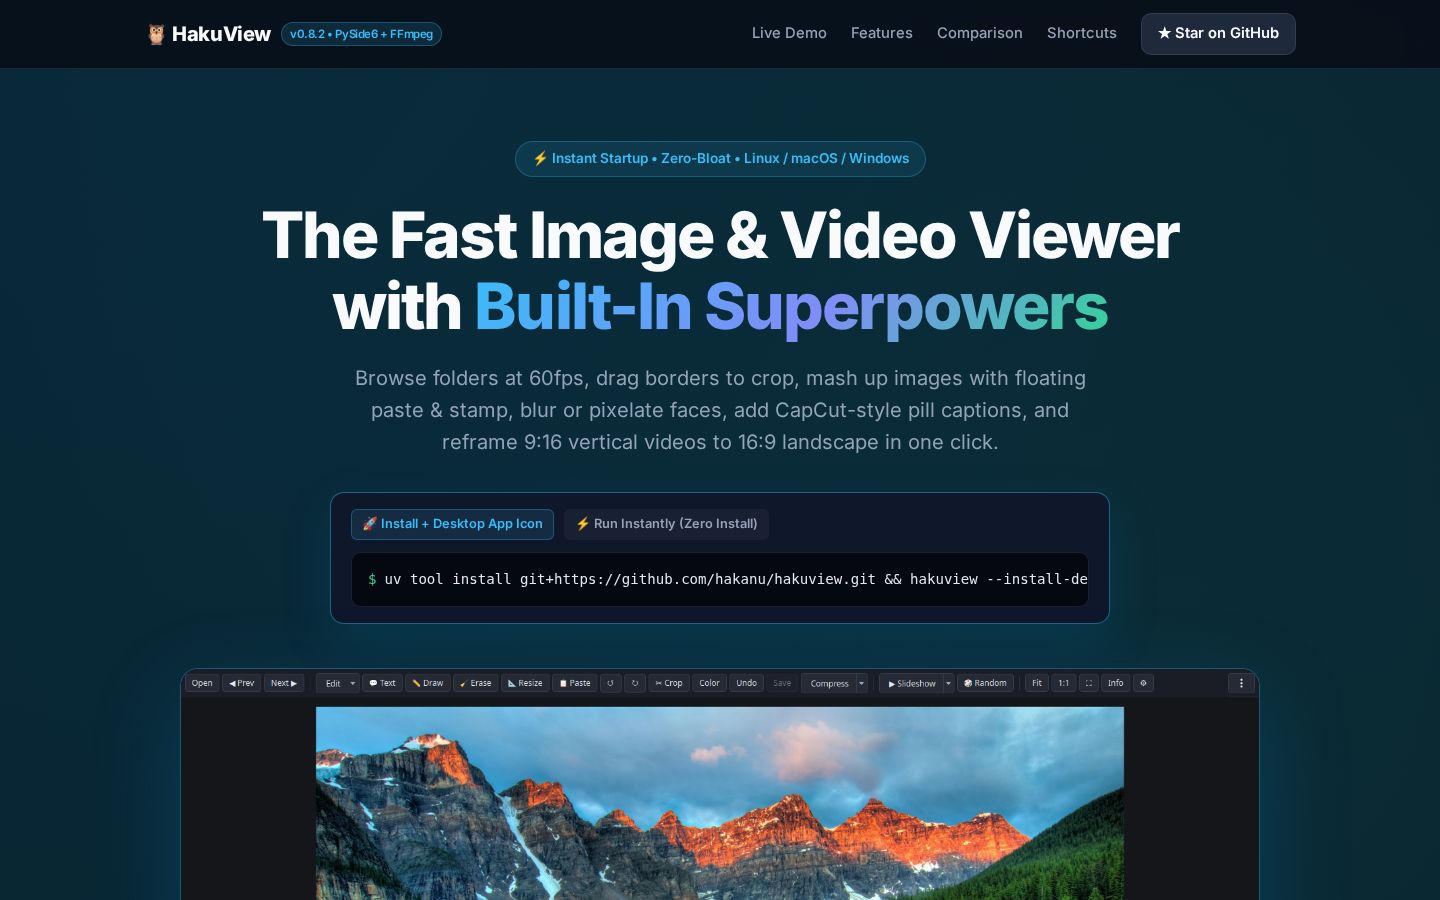 🦉 HakuView v0.8.2 • PySide6 + FFmpeg Live Demo Features Comparison Shortcuts ★ Star on GitHub
⚡ Instant Startup • Zero-Bloat • Linux / macOS / Windows
The Fast Image & Video Viewer
with Built-In Superpowers
Browse folders at 60fps, drag borders to crop, mash up images with floating
paste & stamp, blur or pixelate faces, add CapCut-style pill captions, and
reframe 9:16 vertical videos to 16:9 landscape in one click.
🚀 Install + Desktop App Icon ⚡ Run Instantly (Zero Install)
$ uv tool install git+https://github.com/hakanu/hakuview.git && hakuview --install-de
Open ◀ Prev Next ▶ Edit Text Draw Erase Resize Paste ↺ ↻ ✂ Crop Color Undo Save Compress ▶ Slideshow Random Fit 1:1 Info